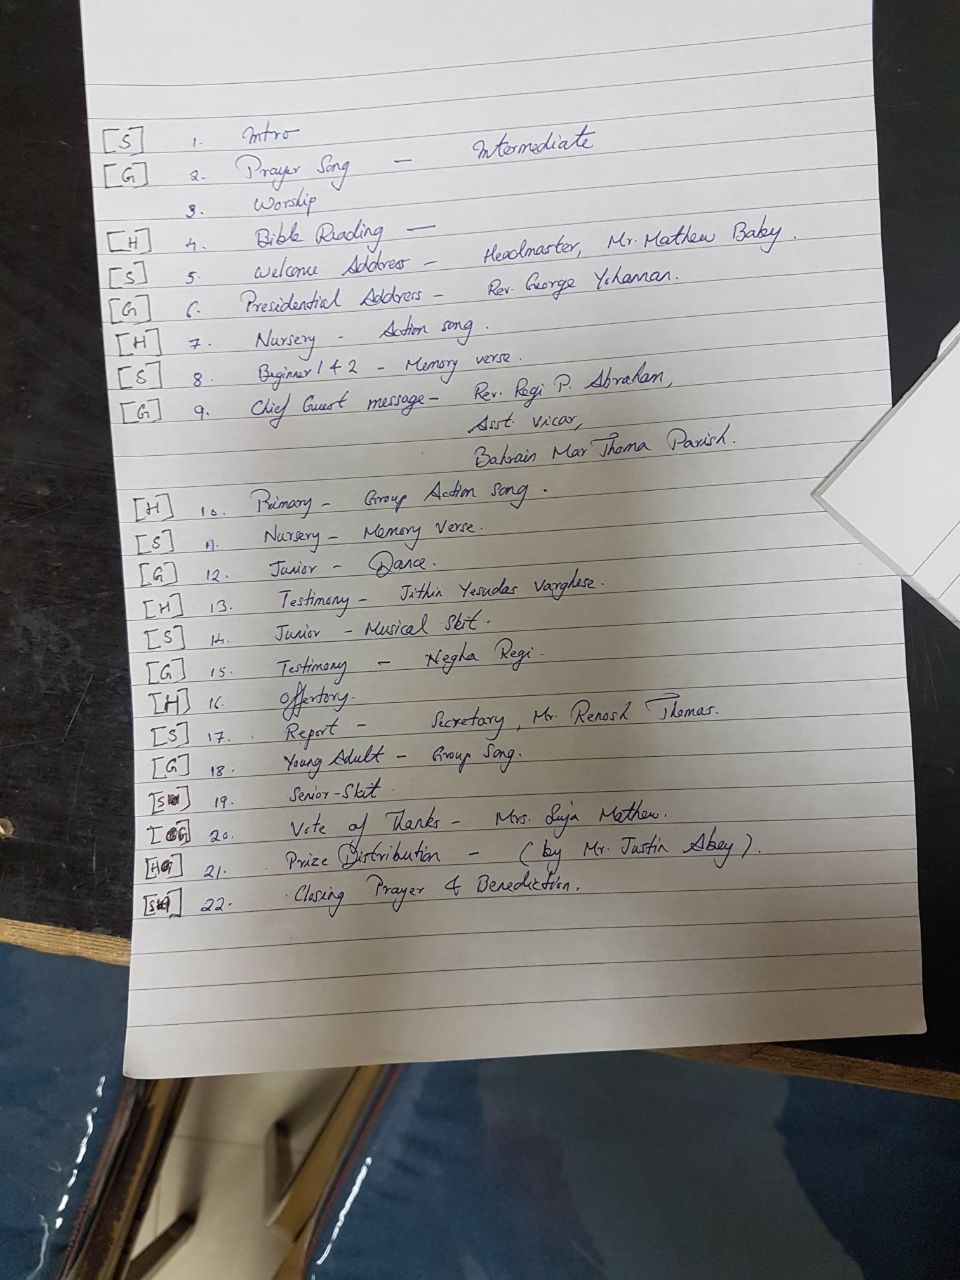 [S] 1. Intro
[G] 2. Prayer Song - Intermediate
3. Worship
[H] 4. Bible Reading -
[S] 5. Welcome Address - Headmaster, Mr. Mathew Baby.
[G] 6. Presidential Address - Rev. George Yohannan.
[H] 7. Nursery - Action song.
[S] 8. Beginner 1 & 2 - Memory verse.
[G] 9. Chief Guest message - Rev. Regi P. Abraham,
Asst. Vicar,
Bahrain Mar Thoma Parish.
[H] 10. Primary - Group Action song.
[S] 11. Nursery - Memory Verse.
[G] 12. Junior - Dance.
[H] 13. Testimony - Jithin Yesudas Varghese.
[S] 14. Junior - Musical Skit.
[G] 15. Testimony - Negha Regi.
[H] 16. Offertory.
[S] 17. Report - Secretary, Mr. Renosh Thomas.
[G] 18. Young Adult - Group Song.
[S] 19. Senior-Skit.
[G] 20. Vote of Thanks - Mrs. Suja Mathew.
[H] 21. Prize Distribution - (by Mr. Justin Abey).
[S] 22. Closing Prayer & Benediction.